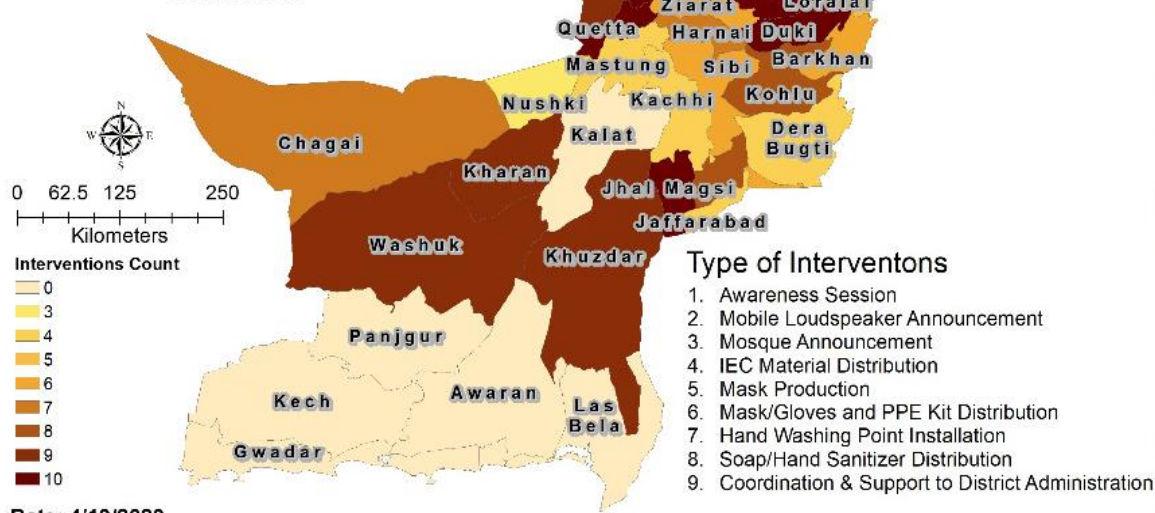 Ziarat
Loralai
Quetta
Harnai
Duki
Mastung
Sibi
Barkhan
Nushki
Kachhi
Kohlu
Chagai
Kalat
Dera
Bugti
Kharan
Jhal Magsi
Jaffarabad
Washuk
Khuzdar
Panjgur
Kech
Awaran
Las
Bela
Gwadar
N
W E
S
0 62.5 125 250
Kilometers
Interventions Count
0
3
4
5
6
7
8
9
10
Type of Interventons
1. Awareness Session
2. Mobile Loudspeaker Announcement
3. Mosque Announcement
4. IEC Material Distribution
5. Mask Production
6. Mask/Gloves and PPE Kit Distribution
7. Hand Washing Point Installation
8. Soap/Hand Sanitizer Distribution
9. Coordination & Support to District Administration